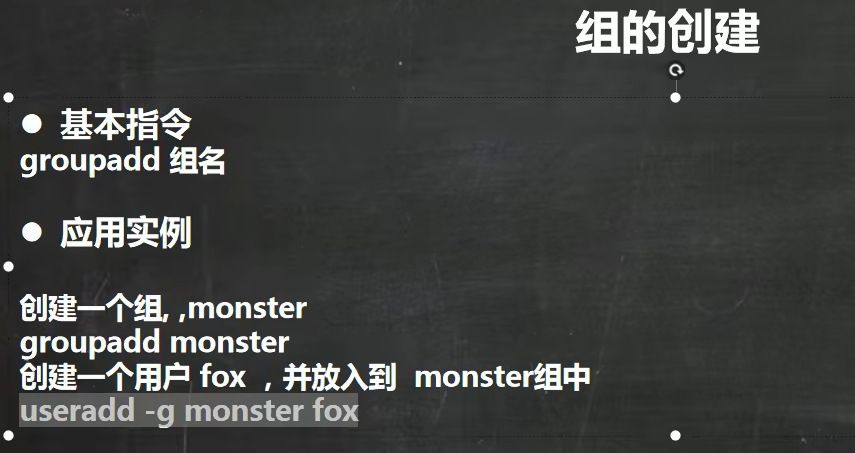 组的创建
● 基本指令
groupadd 组名
● 应用实例
创建一个组, ,monster
groupadd monster
创建一个用户 fox ，并放入到 monster组中
useradd -g monster fox